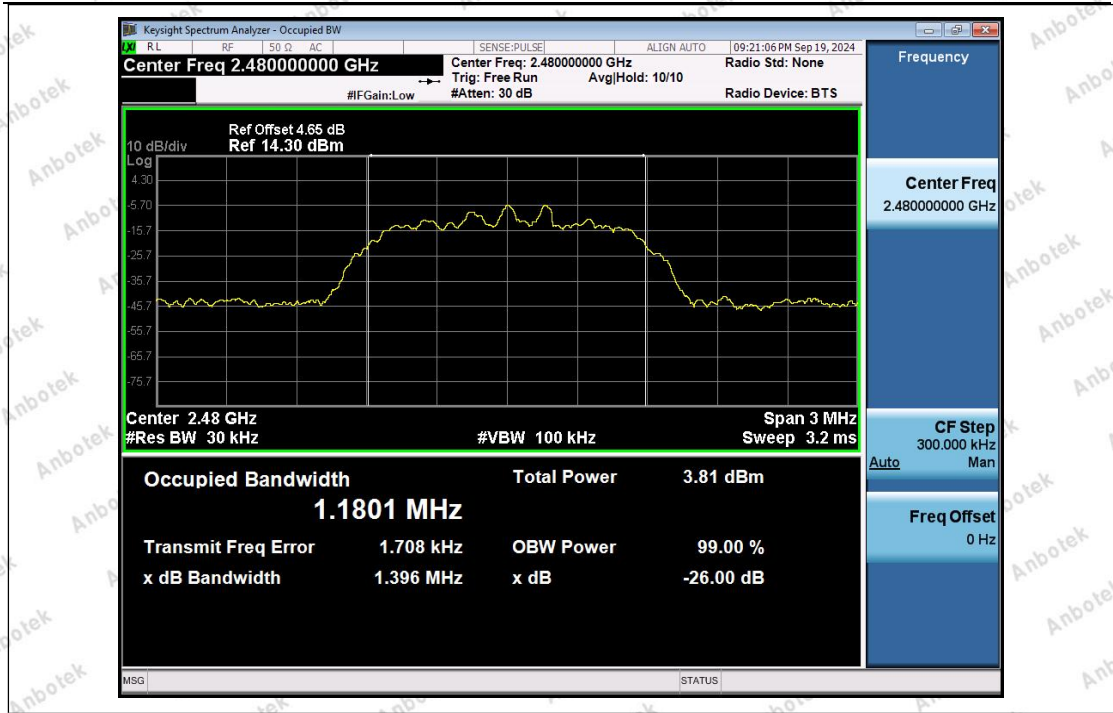 Keysight Spectrum Analyzer - Occupied BW
LXI RL RF 50 Ω AC SENSE:PULSE ALIGN AUTO 09:21:06 PM Sep 19, 2024
Center Freq 2.480000000 GHz
Center Freq: 2.480000000 GHz Radio Std: None
Trig: Free Run Avg|Hold: 10/10
#IFGain:Low #Atten: 30 dB Radio Device: BTS
Ref Offset 4.65 dB
10 dB/div Ref 14.30 dBm
Log
4.30
-5.70
-15.7
-25.7
-35.7
-45.7
-55.7
-65.7
-75.7
Center 2.48 GHz Span 3 MHz
#Res BW 30 kHz #VBW 100 kHz Sweep 3.2 ms
Occupied Bandwidth Total Power 3.81 dBm
1.1801 MHz
Transmit Freq Error 1.708 kHz OBW Power 99.00 %
x dB Bandwidth 1.396 MHz x dB -26.00 dB
MSG STATUS
Frequency
Center Freq
2.480000000 GHz
CF Step
300.000 kHz
Auto Man
Freq Offset
0 Hz
Anbotek